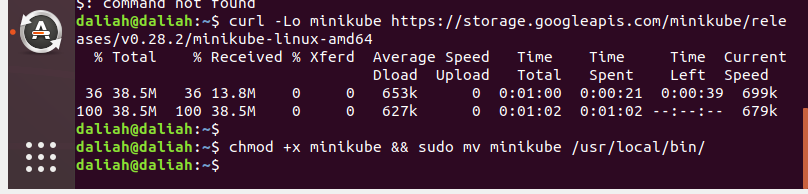 $: command not found
daliah@daliah:~$ curl -Lo minikube https://storage.googleapis.com/minikube/rele
ases/v0.28.2/minikube-linux-amd64
% Total % Received % Xferd Average Speed Time Time Time Current
Dload Upload Total Spent Left Speed
36 38.5M 36 13.8M 0 0 653k 0 0:01:00 0:00:21 0:00:39 699k
100 38.5M 100 38.5M 0 0 627k 0 0:01:02 0:01:02 --:--:-- 679k
daliah@daliah:~$
daliah@daliah:~$ chmod +x minikube && sudo mv minikube /usr/local/bin/
daliah@daliah:~$